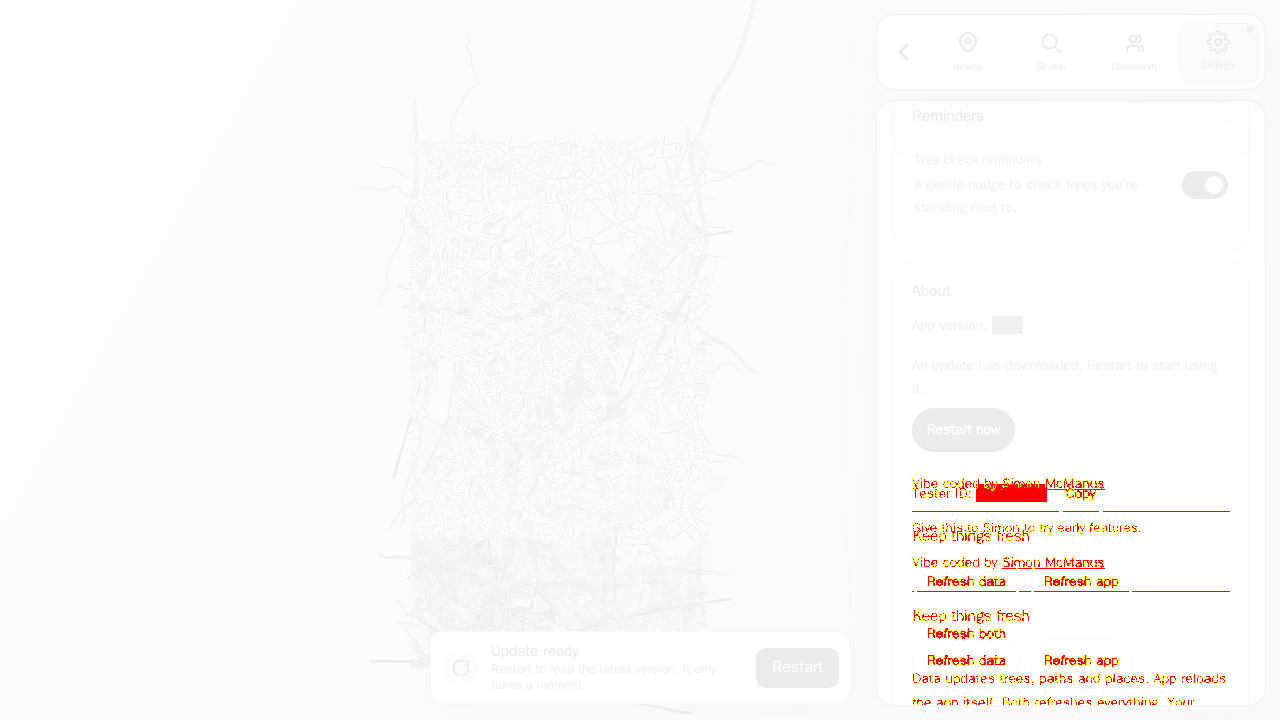 Nearby
Search
Community
Settings
Reminders
Tree check reminders
A gentle nudge to check trees you're
standing next to.
About
App version:
An update has downloaded. Restart to start using
it.
Restart now
Vibe coded by Simon McManus
Tester ID:
Copy
Give this to Simon to try early features.
Keep things fresh
Vibe coded by Simon McManus
Refresh data
Refresh app
Keep things fresh
Refresh both
Refresh data
Refresh app
Data updates trees, paths and places. App reloads
the app itself. Both refreshes everything. Your
Update ready
Restart to load the latest version. It only
takes a moment.
Restart